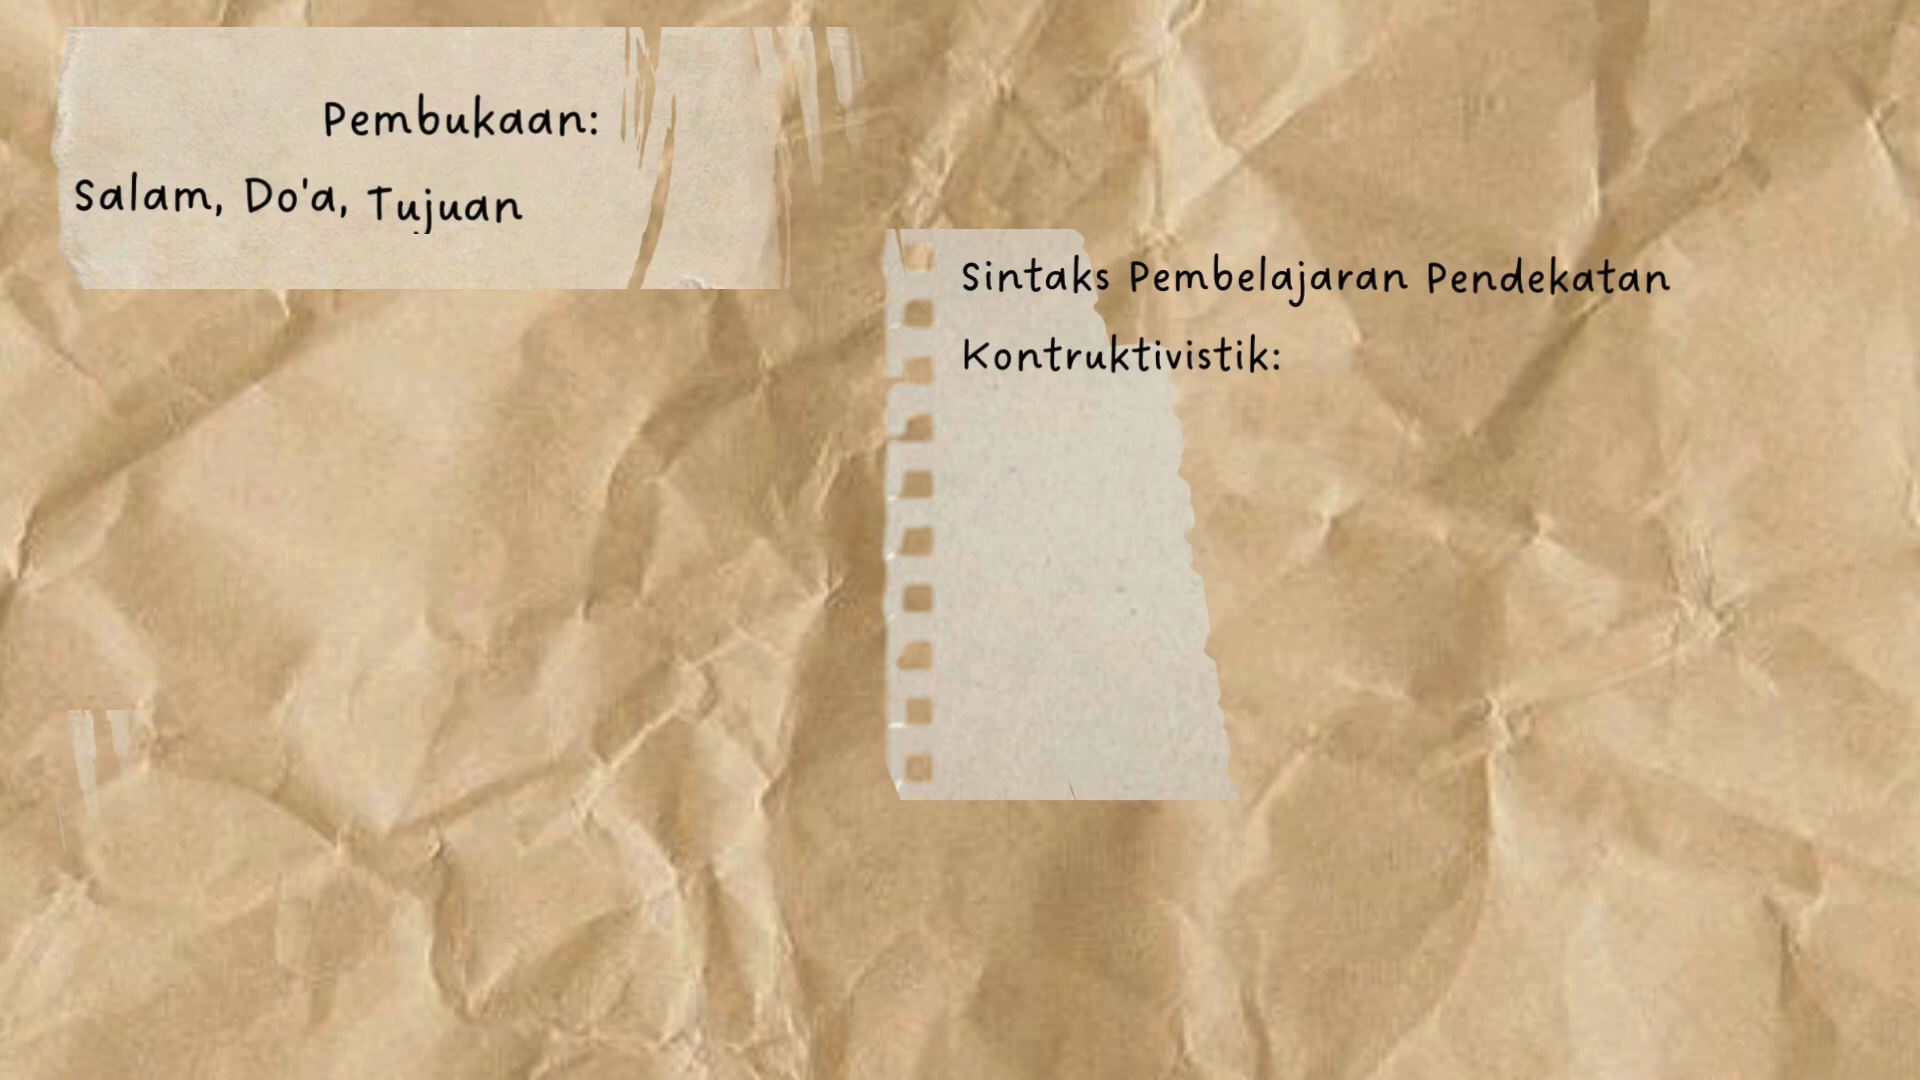 Pembukaan:
Salam, Do'a, Tujuan
Sintaks Pembelajaran Pendekatan
Kontruktivistik: